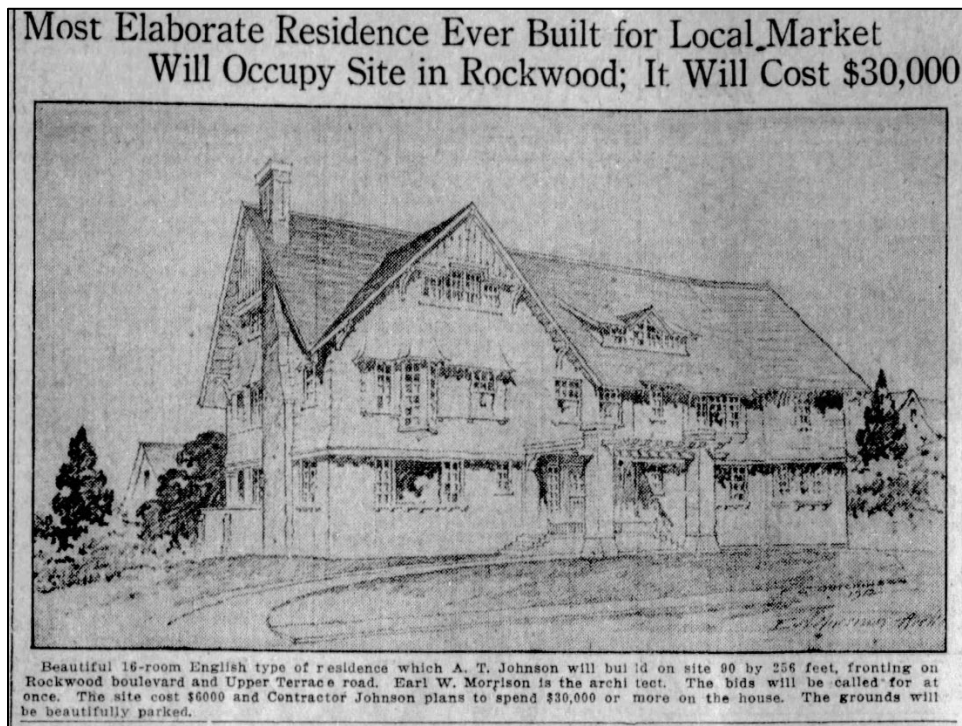 Most Elaborate Residence Ever Built for Local Market
Will Occupy Site in Rockwood; It Will Cost $30,000
1912
Arch
Beautiful 16-room English type of residence which A. T. Johnson will build on site 90 by 256 feet, fronting on
Rockwood boulevard and Upper Terrace road. Earl W. Morrison is the architect. The bids will be called for at
once. The site cost $6000 and Contractor Johnson plans to spend $30,000 or more on the house. The grounds will
be beautifully parked.